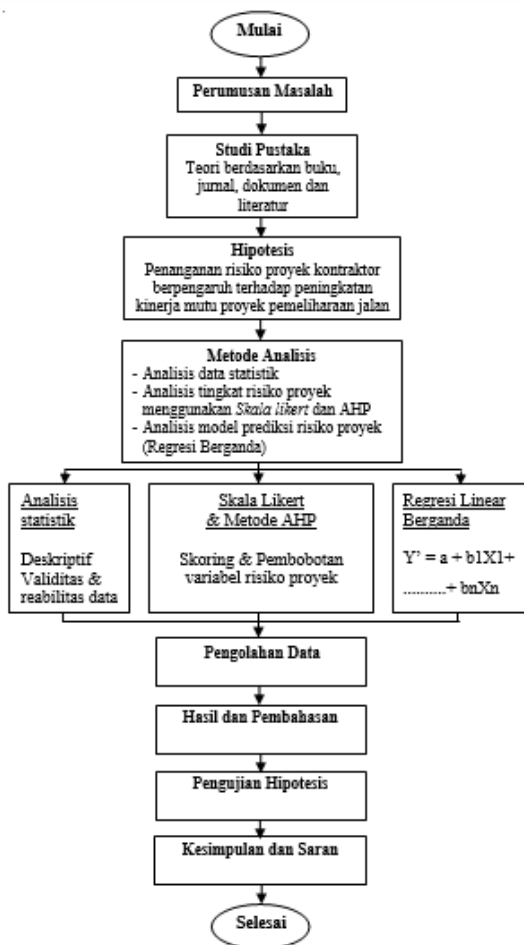 Mulai
Perumusan Masalah
Studi Pustaka
Teori berdasarkan buku,
jurnal, dokumen dan
literatur
Hipotesis
Penanganan risiko proyek kontraktor
berpengaruh terhadap peningkatan
kinerja mutu proyek pemeliharaan jalan
Metode Analisis
- Analisis data statistik
- Analisis tingkat risiko proyek
menggunakan Skala likert dan AHP
- Analisis model prediksi risiko proyek
(Regresi Berganda)
Analisis
statistik
Deskriptif
Validitas &
reabilitas data
Skala Likert
& Metode AHP
Skoring & Pembobotan
variabel risiko proyek
Regresi Linear
Berganda
Y' = a + b1X1+
..........+ bnXn
Pengolahan Data
Hasil dan Pembahasan
Pengujian Hipotesis
Kesimpulan dan Saran
Selesai